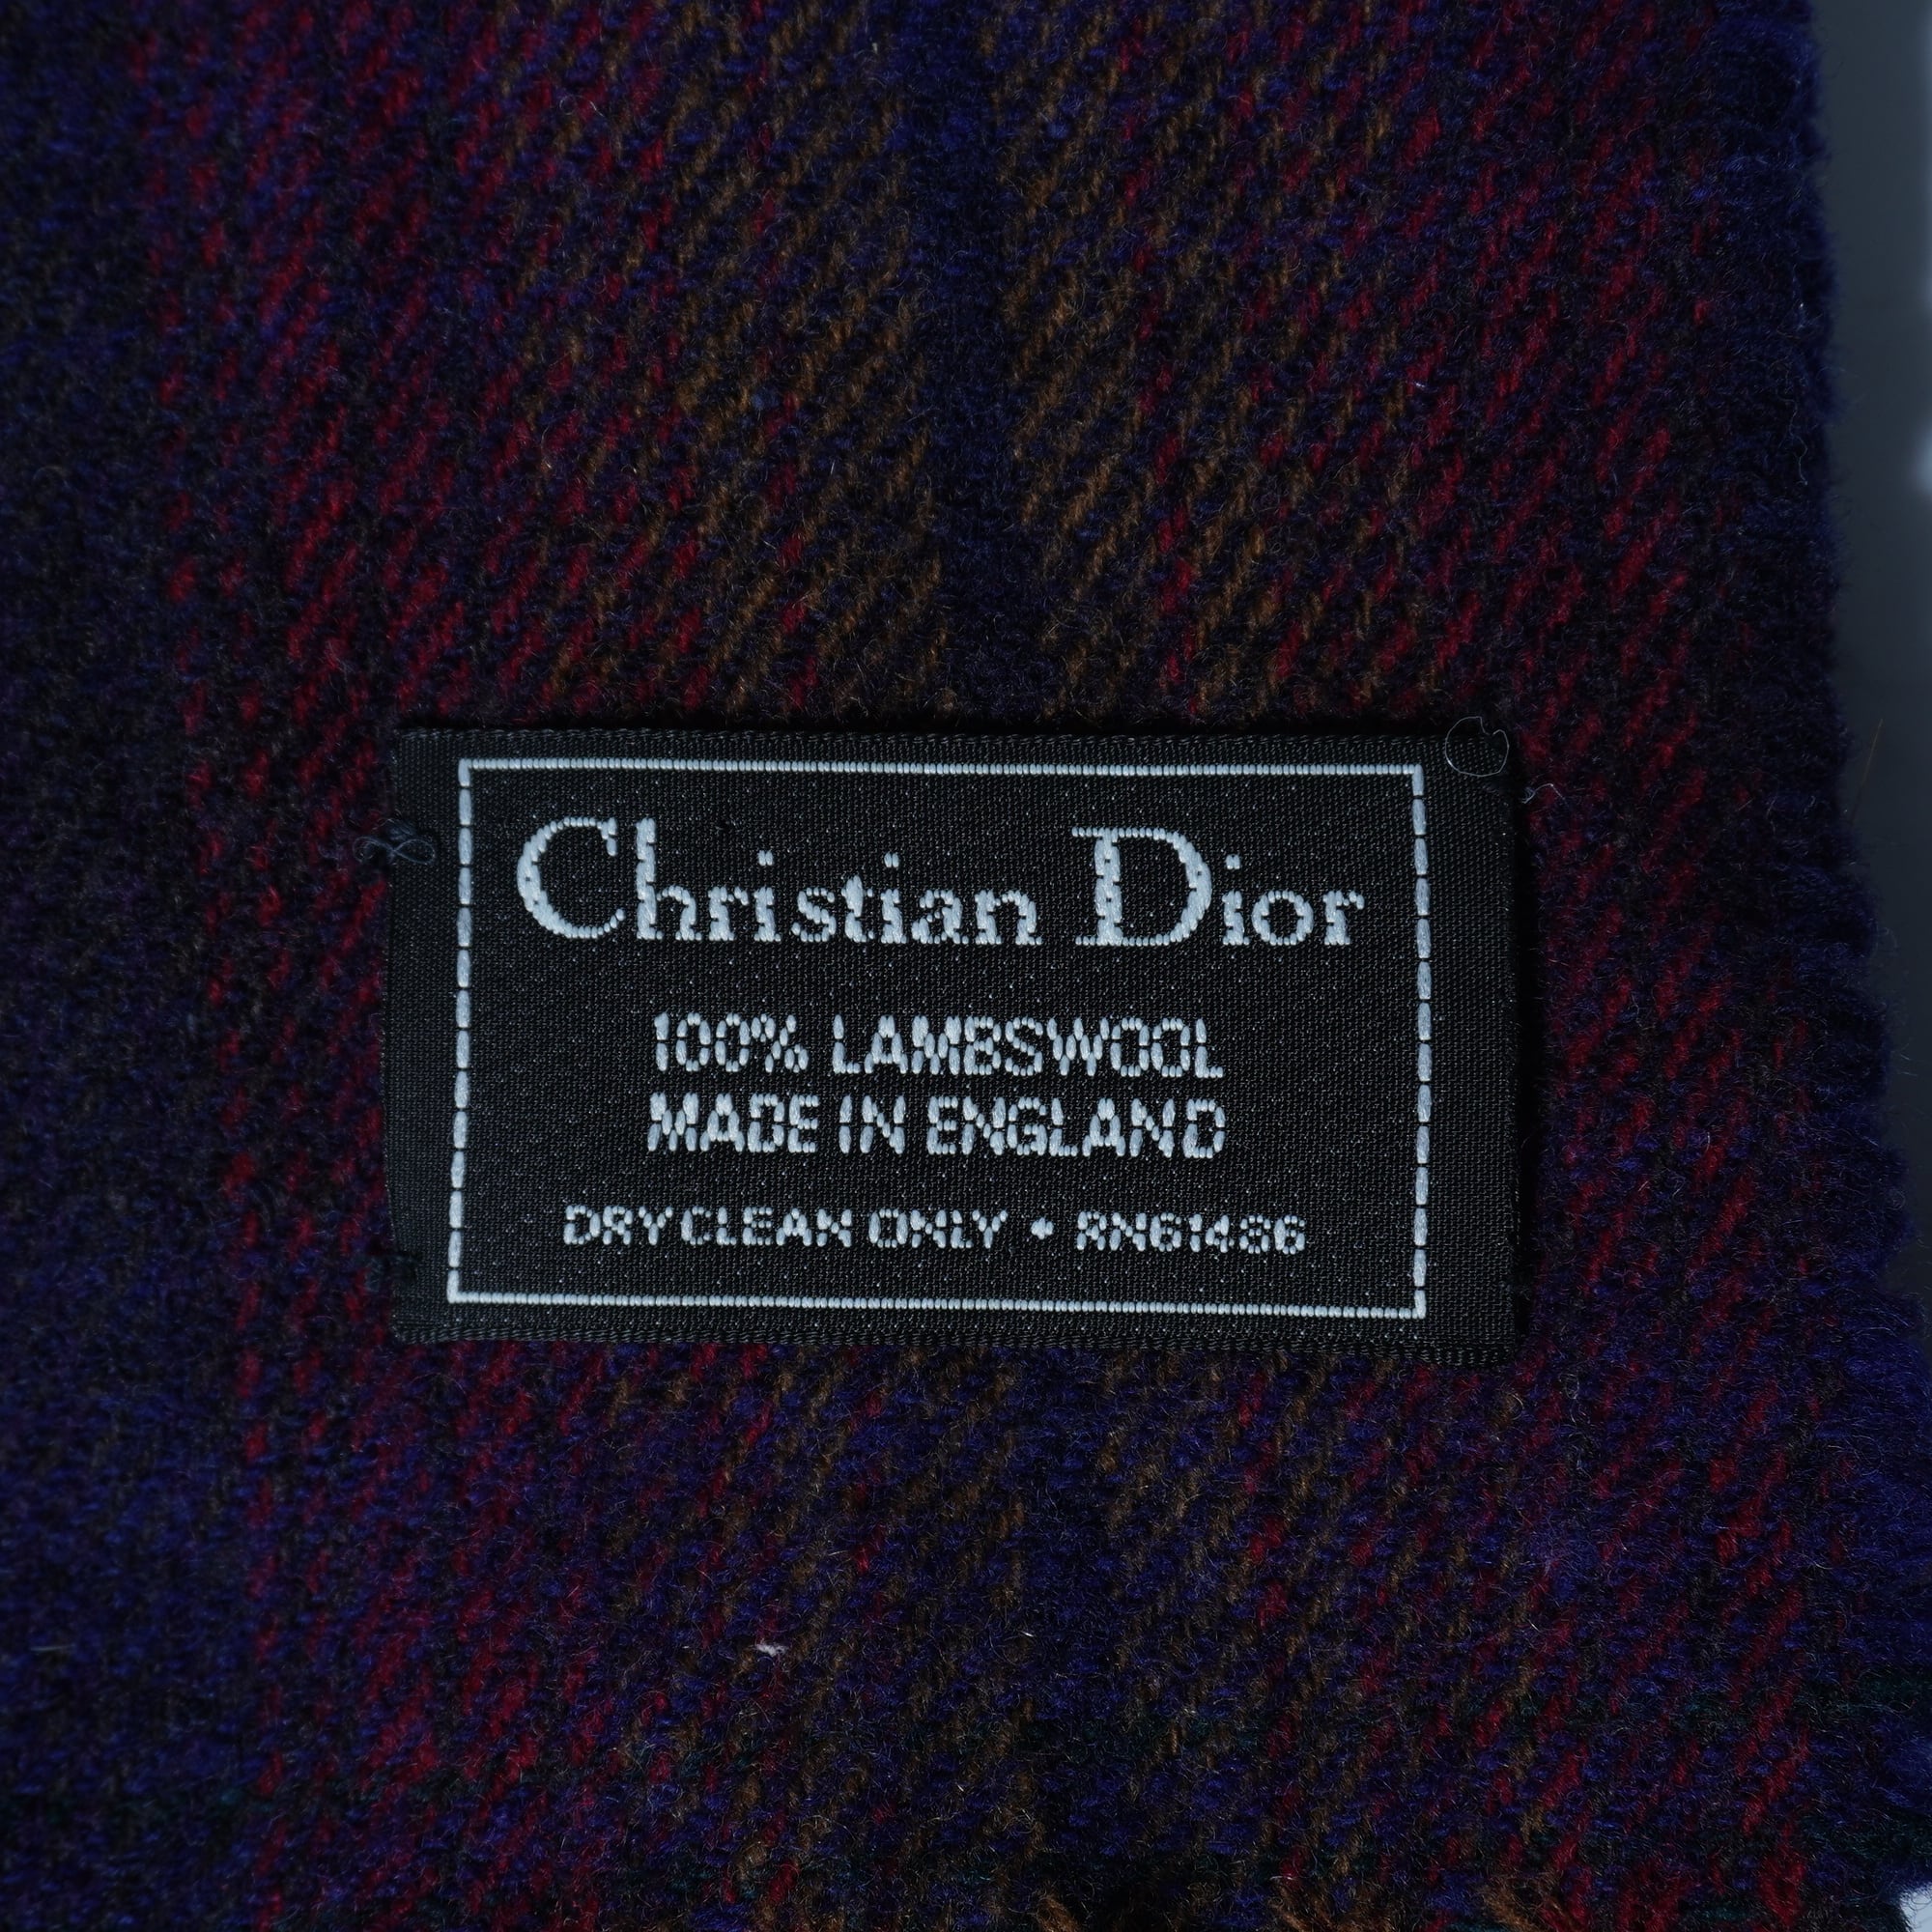 Christian Dior
100% LAMBSWOOL
MADE IN ENGLAND
DRY CLEAN ONLY • RN61486